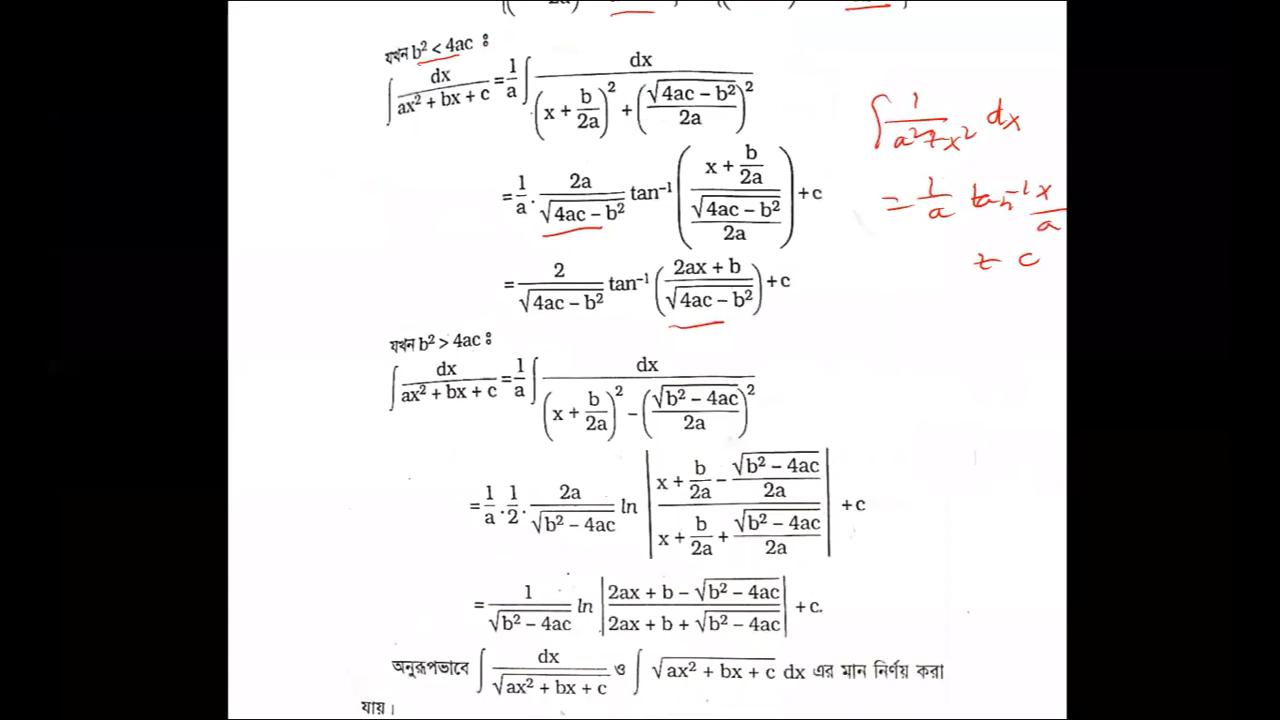 যখন b² < 4ac ঃ
∫ dx/(ax² + bx + c) = 1/a ∫ dx/((x + b/2a)² + (√(4ac – b²)/2a)²)
= 1/a · 2a/√(4ac – b²) tan⁻¹ ((x + b/2a)/(√(4ac – b²)/2a)) + c
= 2/√(4ac – b²) tan⁻¹ ((2ax + b)/√(4ac – b²)) + c
যখন b² > 4ac ঃ
∫ dx/(ax² + bx + c) = 1/a ∫ dx/((x + b/2a)² – (√(b² – 4ac)/2a)²)
= 1/a · 1/2 · 2a/√(b² – 4ac) ln |(x + b/2a – √(b² – 4ac)/2a)/(x + b/2a + √(b² – 4ac)/2a)| + c
= 1/√(b² – 4ac) ln |(2ax + b – √(b² – 4ac))/(2ax + b + √(b² – 4ac))| + c.
অনুরূপভাবে ∫ dx/√(ax² + bx + c) ও ∫ √(ax² + bx + c) dx এর মান নির্ণয় করা
যায়।
∫ 1/(a² + x²) dx
= 1/a tan⁻¹ x/a
+ c